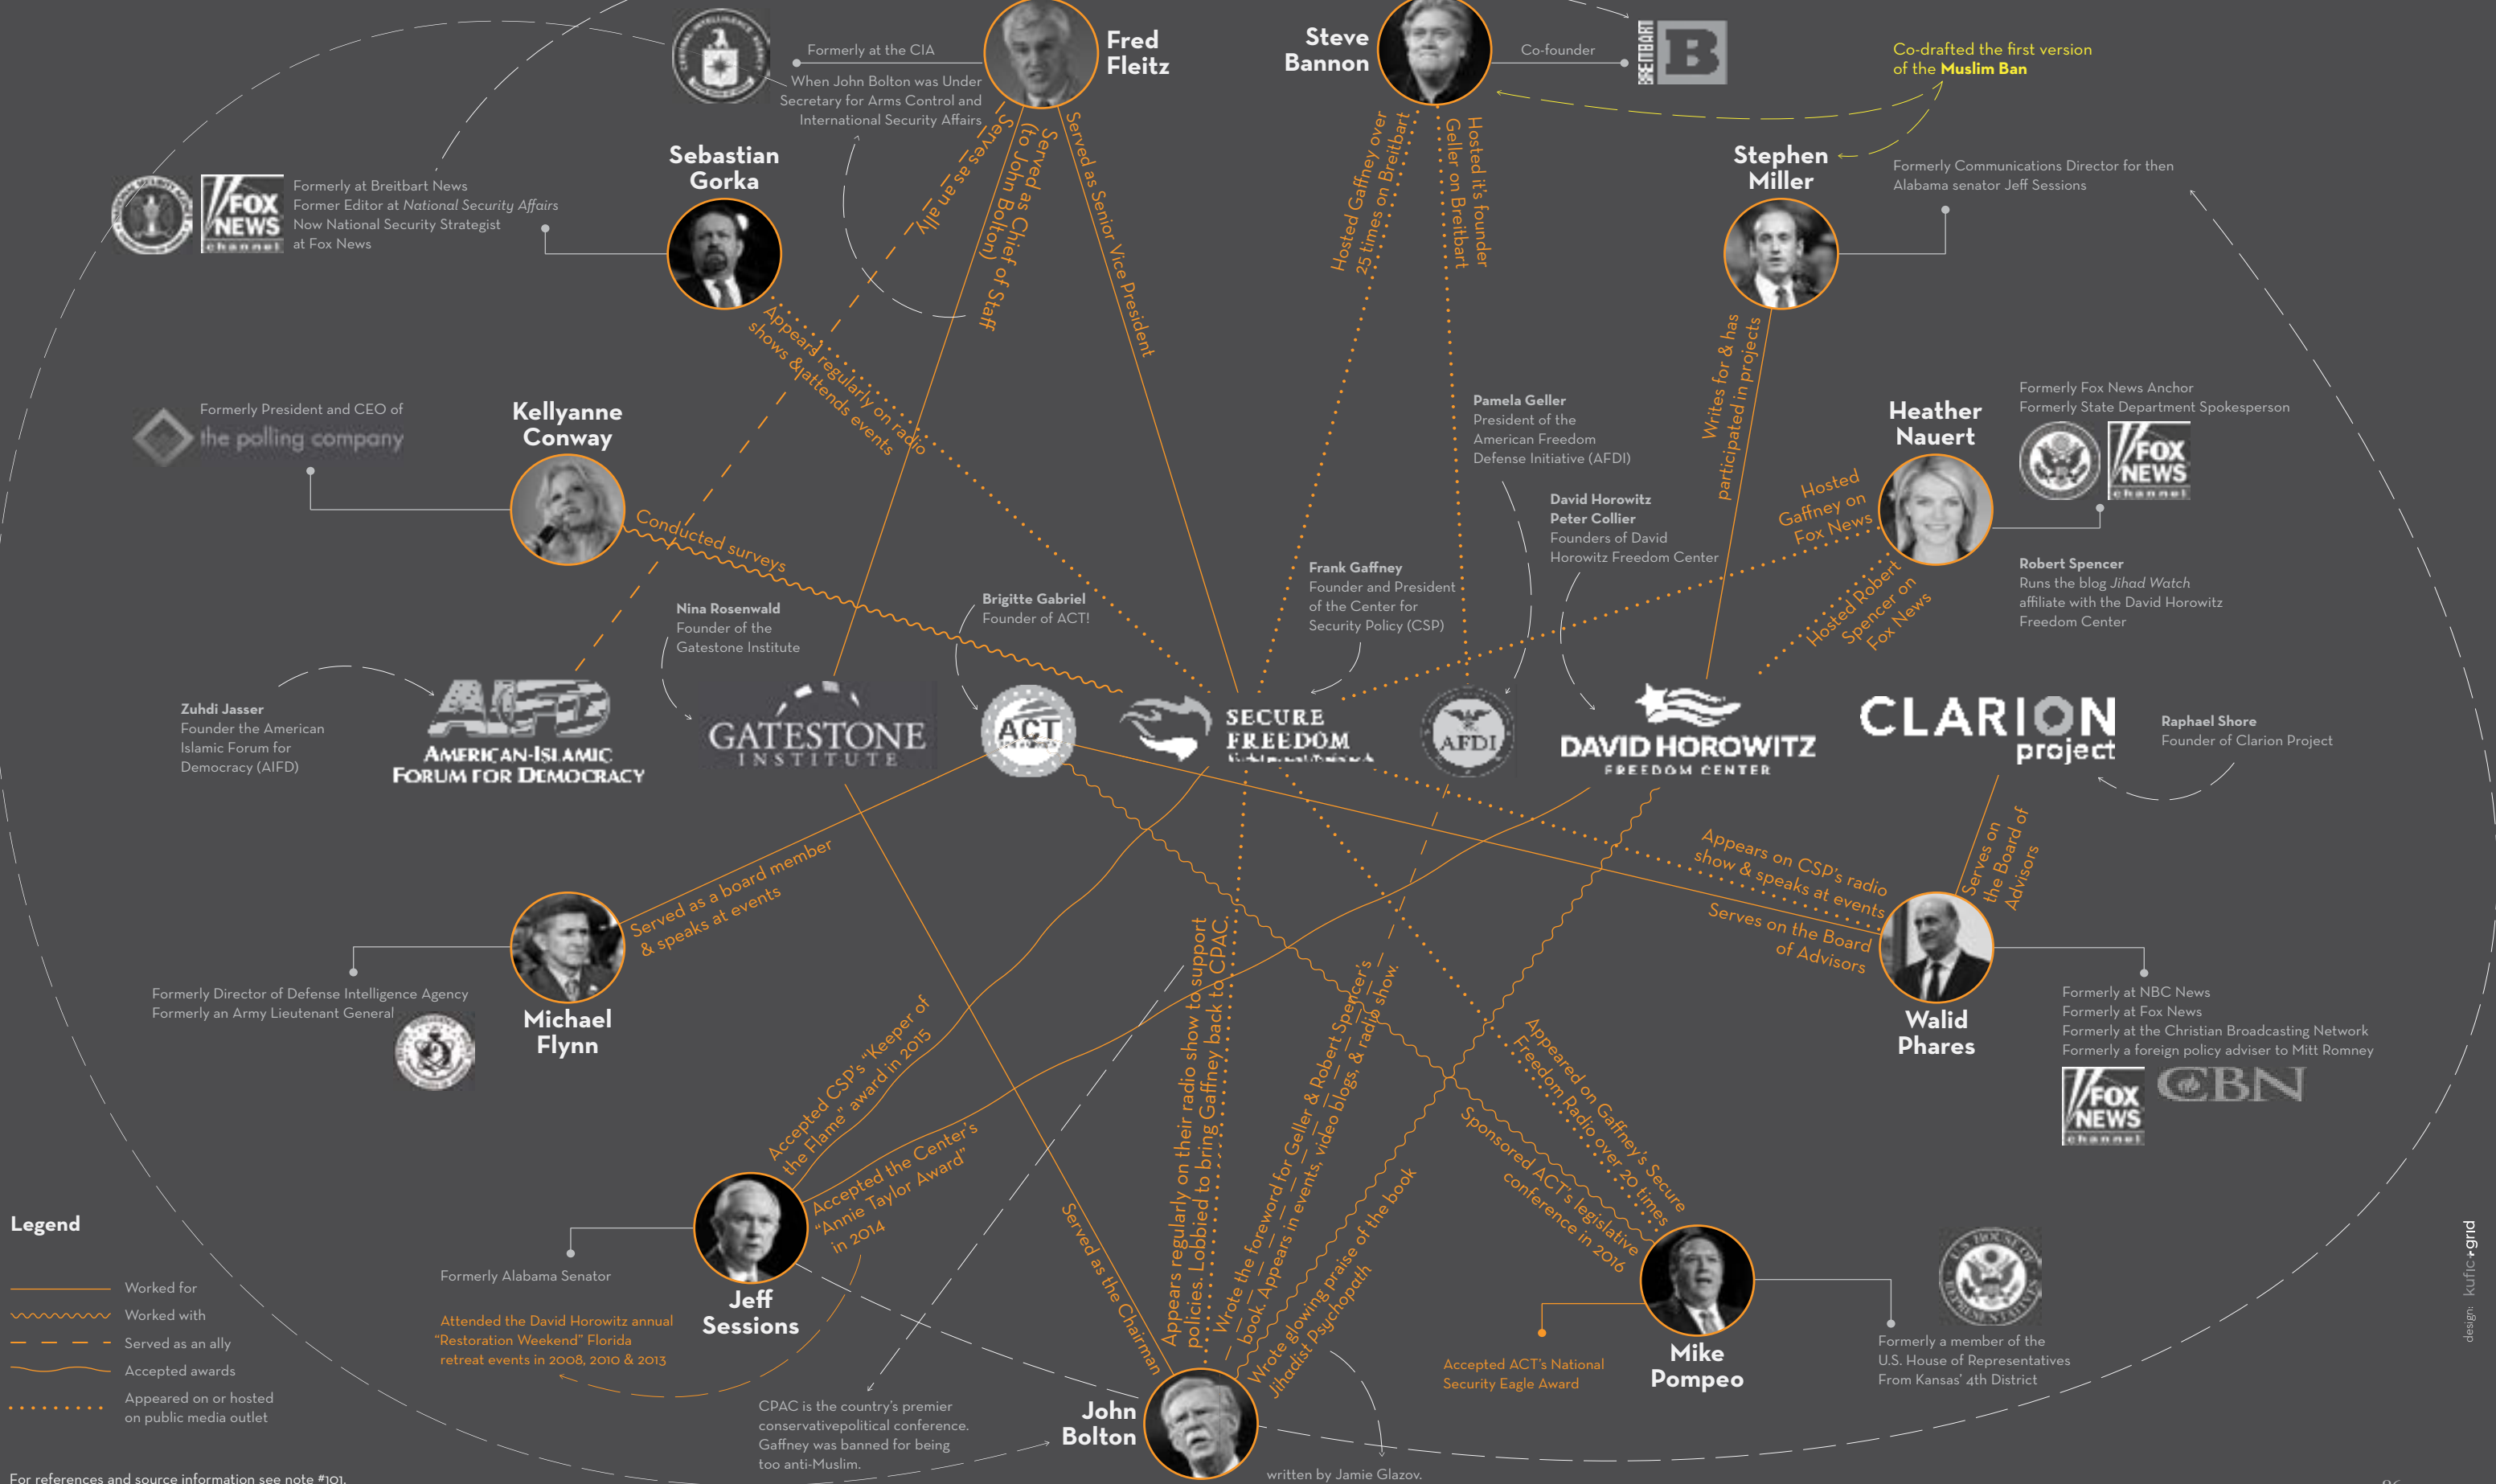 Fred
Fleitz
Formerly at the CIA
When John Bolton was Under
Secretary for Arms Control and
International Security Affairs
Steve
Bannon
Co-founder
BREITBART
B
Co-drafted the first version
of the Muslim Ban
Sebastian
Gorka
FOX
NEWS
channel
Formerly at Breitbart News
Former Editor at National Security Affairs
Now National Security Strategist
at Fox News
Stephen
Miller
Formerly Communications Director for then
Alabama senator Jeff Sessions
Serves as an ally
Served as Chief of Staff
(to John Bolton)
Served as Senior Vice President
Hosted Gaffney over
25 times on Breitbart
Hosted it's founder
Geller on Breitbart
Appears regularly on radio
shows & attends events
Writes for & has
participated in projects
Formerly President and CEO of
the polling company
Kellyanne
Conway
Conducted surveys
Pamela Geller
President of the
American Freedom
Defense Initiative (AFDI)
David Horowitz
Peter Collier
Founders of David
Horowitz Freedom Center
Heather
Nauert
Formerly Fox News Anchor
Formerly State Department Spokesperson
FOX
NEWS
channel
Hosted
Gaffney on
Fox News
Hosted Robert
Spencer on
Fox News
Robert Spencer
Runs the blog Jihad Watch
affiliate with the David Horowitz
Freedom Center
Nina Rosenwald
Founder of the
Gatestone Institute
Brigitte Gabriel
Founder of ACT!
Frank Gaffney
Founder and President
of the Center for
Security Policy (CSP)
Zuhdi Jasser
Founder the American
Islamic Forum for
Democracy (AIFD)
AIFD
AMERICAN-ISLAMIC
FORUM FOR DEMOCRACY
GATESTONE
INSTITUTE
ACT
SECURE
FREEDOM
AFDI
DAVID HOROWITZ
FREEDOM CENTER
CLARION
project
Raphael Shore
Founder of Clarion Project
Served as a board member
& speaks at events
Appears on CSP's radio
show & speaks at events
Serves on the Board
of Advisors
Serves on
the Board of
Advisors
Michael
Flynn
Formerly Director of Defense Intelligence Agency
Formerly an Army Lieutenant General
Walid
Phares
Formerly at NBC News
Formerly at Fox News
Formerly at the Christian Broadcasting Network
Formerly a foreign policy adviser to Mitt Romney
FOX
NEWS
channel
CBN
Accepted CSP's “Keeper of
the Flame” award in 2015
Accepted the Center's
“Annie Taylor Award”
in 2014
Served as the Chairman
Appears regularly on their radio show to support
policies. Lobbied to bring Gaffney back to CPAC.
Wrote the foreword for Geller & Robert Spencer's
book. Appears in events, video blogs, & radio show.
Wrote glowing praise of the book
Jihadist Psychopath
Appeared on Gaffney's Secure
Freedom Radio over 20 times
Sponsored ACT's legislative
conference in 2016
Jeff
Sessions
Formerly Alabama Senator
Attended the David Horowitz annual
“Restoration Weekend” Florida
retreat events in 2008, 2010 & 2013
Mike
Pompeo
Accepted ACT's National
Security Eagle Award
U.S. HOUSE OF
REPRESENTATIVES
Formerly a member of the
U.S. House of Representatives
From Kansas' 4th District
John
Bolton
CPAC is the country's premier
conservativepolitical conference.
Gaffney was banned for being
too anti-Muslim.
written by Jamie Glazov.
Legend
Worked for
Worked with
Served as an ally
Accepted awards
Appeared on or hosted
on public media outlet
For references and source information see note #101.
design: kufic+grid